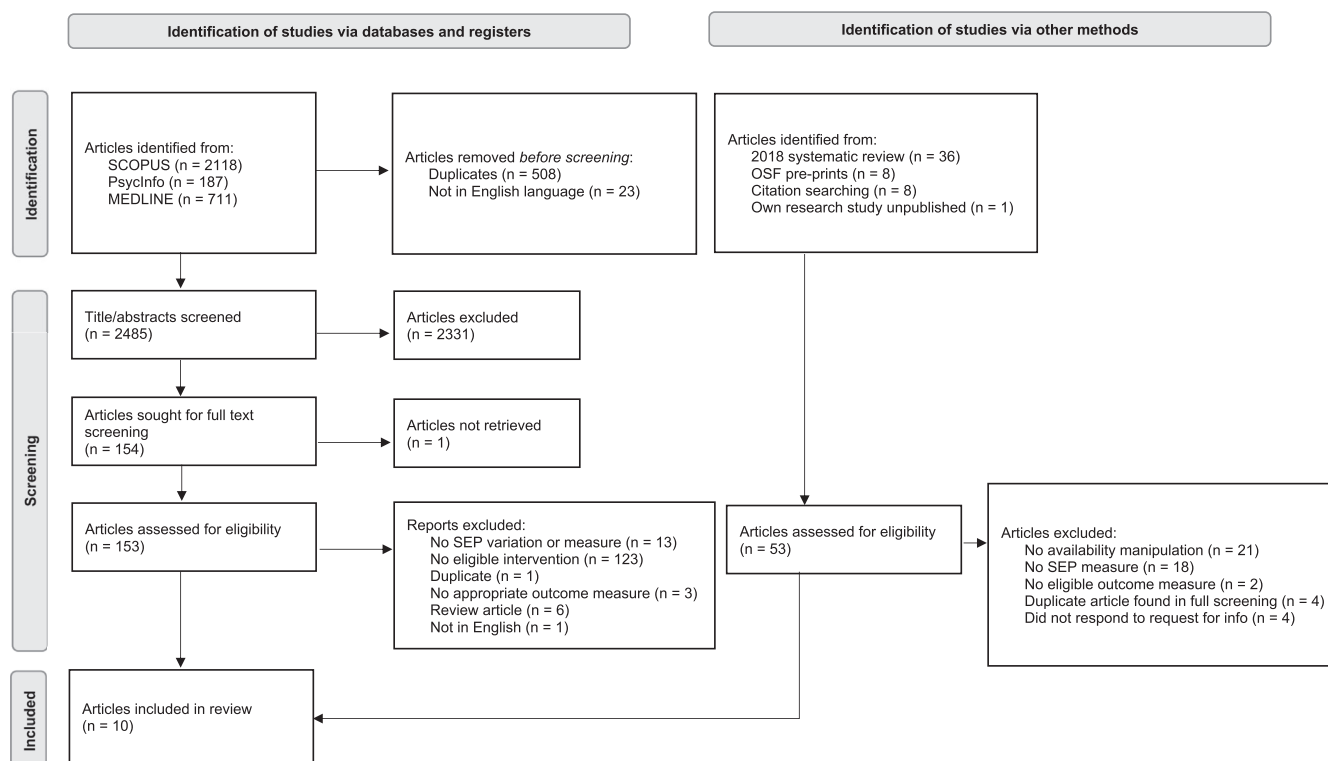 Identification of studies via databases and registers
Identification of studies via other methods
Identification
Articles identified from:
SCOPUS (n = 2118)
PsycInfo (n = 187)
MEDLINE (n = 711)
Articles removed before screening:
Duplicates (n = 508)
Not in English language (n = 23)
Articles identified from:
2018 systematic review (n = 36)
OSF pre-prints (n = 8)
Citation searching (n = 8)
Own research study unpublished (n = 1)
Screening
Title/abstracts screened
(n = 2485)
Articles excluded
(n = 2331)
Articles sought for full text
screening
(n = 154)
Articles not retrieved
(n = 1)
Articles assessed for eligibility
(n = 153)
Reports excluded:
No SEP variation or measure (n = 13)
No eligible intervention (n = 123)
Duplicate (n = 1)
No appropriate outcome measure (n = 3)
Review article (n = 6)
Not in English (n = 1)
Articles assessed for eligibility
(n = 53)
Articles excluded:
No availability manipulation (n = 21)
No SEP measure (n = 18)
No eligible outcome measure (n = 2)
Duplicate article found in full screening (n = 4)
Did not respond to request for info (n = 4)
Included
Articles included in review
(n = 10)